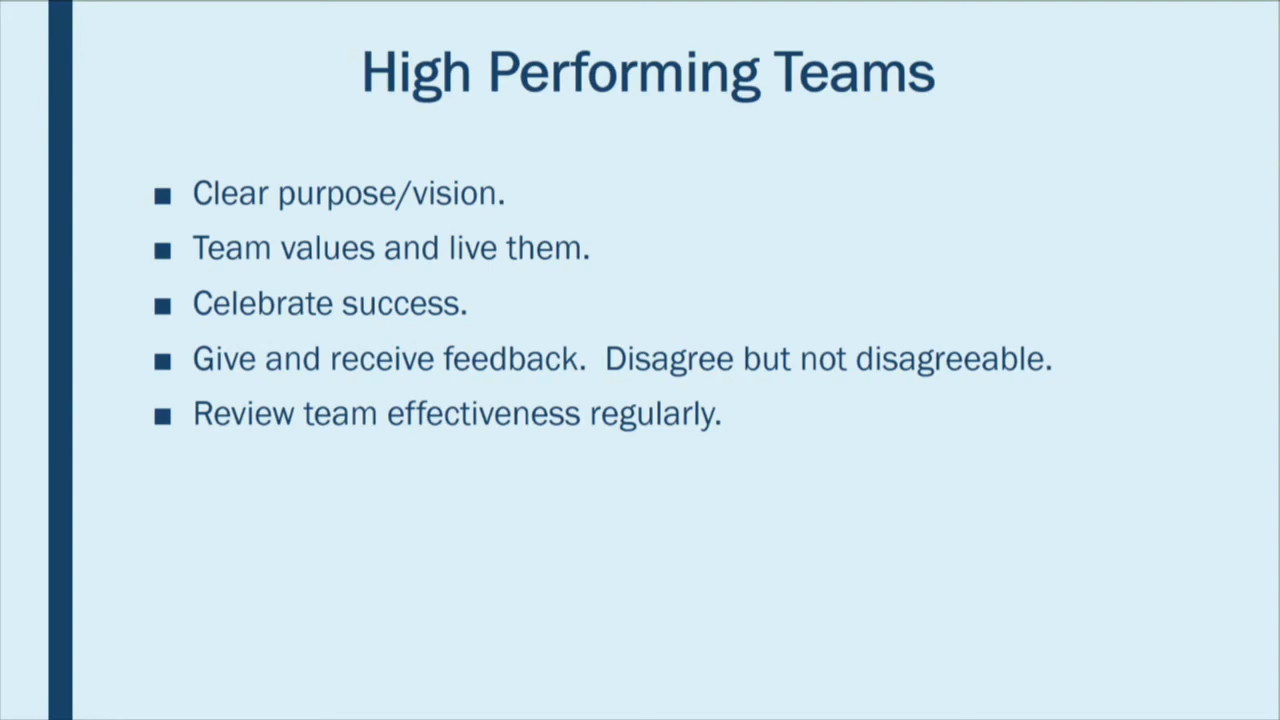 High Performing Teams
■ Clear purpose/vision.
■ Team values and live them.
■ Celebrate success.
■ Give and receive feedback.  Disagree but not disagreeable.
■ Review team effectiveness regularly.